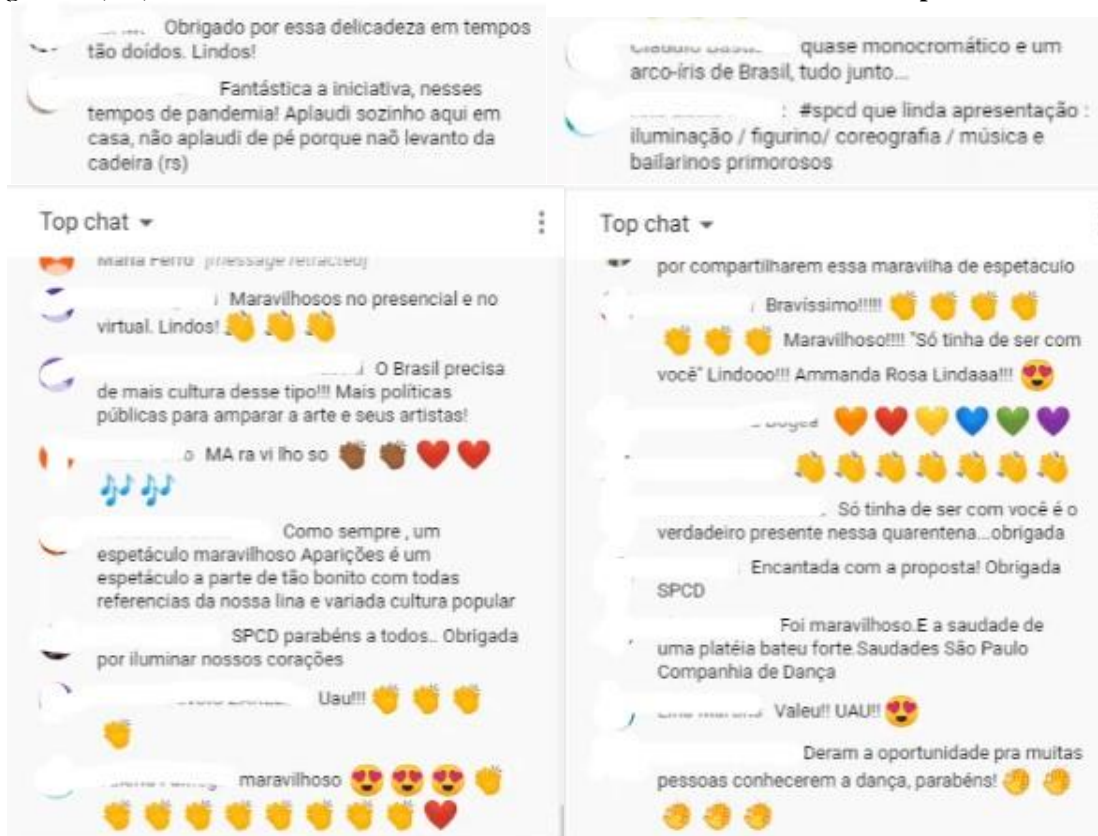 Obrigado por essa delicadeza em tempos
tão doídos. Lindos!
Fantástica a iniciativa, nesses
tempos de pandemia! Aplaudi sozinho aqui em
casa, não aplaudi de pé porque naõ levanto da
cadeira (rs)
quase monocromático e um
arco-íris de Brasil, tudo junto...
: #spcd que linda apresentação :
iluminação / figurino/ coreografia / música e
bailarinos primorosos
Top chat
Maria Ferro [message retracted]
Maravilhosos no presencial e no
virtual. Lindos! 👏 👏 👏
O Brasil precisa
de mais cultura desse tipo!!! Mais políticas
públicas para amparar a arte e seus artistas!
MA ra vi lho so 👏🏾 👏🏾 ❤️ ❤️
🎶 🎶
Como sempre , um
espetáculo maravilhoso Aparições é um
espetáculo a parte de tão bonito com todas
referencias da nossa lina e variada cultura popular
SPCD parabéns a todos.. Obrigada
por iluminar nossos corações
Uau!!! 👏 👏 👏
👏
maravilhoso 😍 😍 😍 👏
👏 👏 👏 👏 👏 👏 👏 👏 ❤️
Top chat
por compartilharem essa maravilha de espetáculo
Bravíssimo!!!!! 👏 👏 👏 👏
👏 👏 👏 Maravilhoso!!!! "Só tinha de ser com
você" Lindooo!!! Ammanda Rosa Lindaaa!!! 😍
🧡 ❤️ 💛 💙 💚 💜
👏 👏 👏 👏 👏 👏 👏
Só tinha de ser com você é o
verdadeiro presente nessa quarentena...obrigada
Encantada com a proposta! Obrigada
SPCD
Foi maravilhoso.E a saudade de
uma platéia bateu forte.Saudades São Paulo
Companhia de Dança
Valeu!! UAU!! 😍
Deram a oportunidade pra muitas
pessoas conhecerem a dança, parabéns! 👏 👏
👏 👏 👏